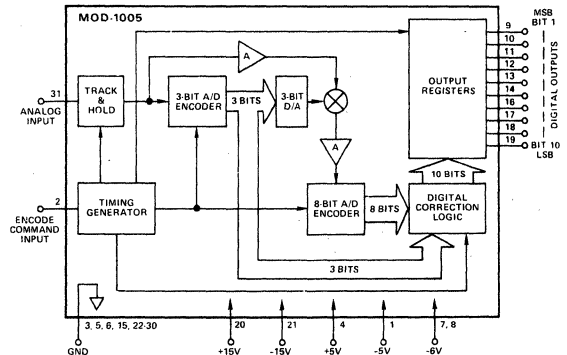 MOD-1005
MSB
BIT 1
9
10
11
12
13
14
16
17
18
19
BIT 10
LSB
DIGITAL OUTPUTS
31
ANALOG
INPUT
TRACK
&
HOLD
A
3-BIT A/D
ENCODER
3 BITS
3-BIT
D/A
OUTPUT
REGISTERS
A
10 BITS
2
ENCODE
COMMAND
INPUT
TIMING
GENERATOR
8-BIT A/D
ENCODER
8 BITS
DIGITAL
CORRECTION
LOGIC
3 BITS
3, 5, 6, 15, 22-30
20
21
4
1
7, 8
GND
+15V
-15V
+5V
-5V
-6V